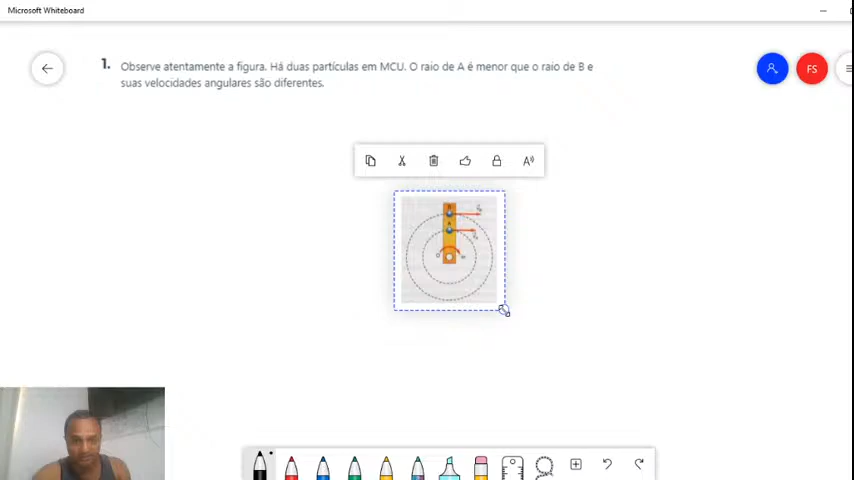 Microsoft Whiteboard
1. Observe atentamente a figura. Há duas partículas em MCU. O raio de A é menor que o raio de B e
suas velocidades angulares são diferentes.
FS
B
A